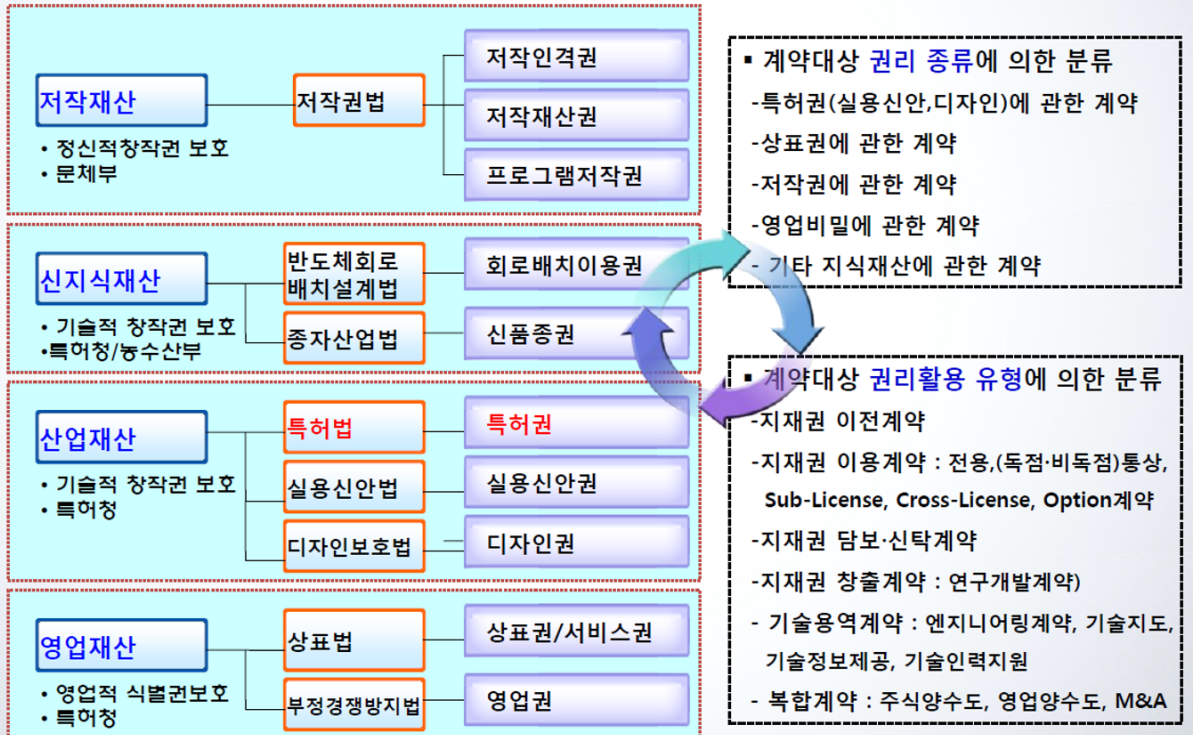 저작재산
• 정신적창작권 보호
• 문체부
저작권법
저작인격권
저작재산권
프로그램저작권
신지식재산
• 기술적 창작권 보호
•특허청/농수산부
반도체회로
배치설계법
종자산업법
회로배치이용권
신품종권
산업재산
• 기술적 창작권 보호
• 특허청
특허법
실용신안법
디자인보호법
특허권
실용신안권
디자인권
영업재산
• 영업적 식별권보호
• 특허청
상표법
부정경쟁방지법
상표권/서비스권
영업권
▪ 계약대상 권리 종류에 의한 분류
-특허권(실용신안,디자인)에 관한 계약
-상표권에 관한 계약
-저작권에 관한 계약
-영업비밀에 관한 계약
- 기타 지식재산에 관한 계약
▪ 계약대상 권리활용 유형에 의한 분류
-지재권 이전계약
-지재권 이용계약 : 전용,(독점·비독점)통상,
Sub-License, Cross-License, Option계약
-지재권 담보·신탁계약
-지재권 창출계약 : 연구개발계약)
- 기술용역계약 : 엔지니어링계약, 기술지도,
기술정보제공, 기술인력지원
- 복합계약 : 주식양수도, 영업양수도, M&A